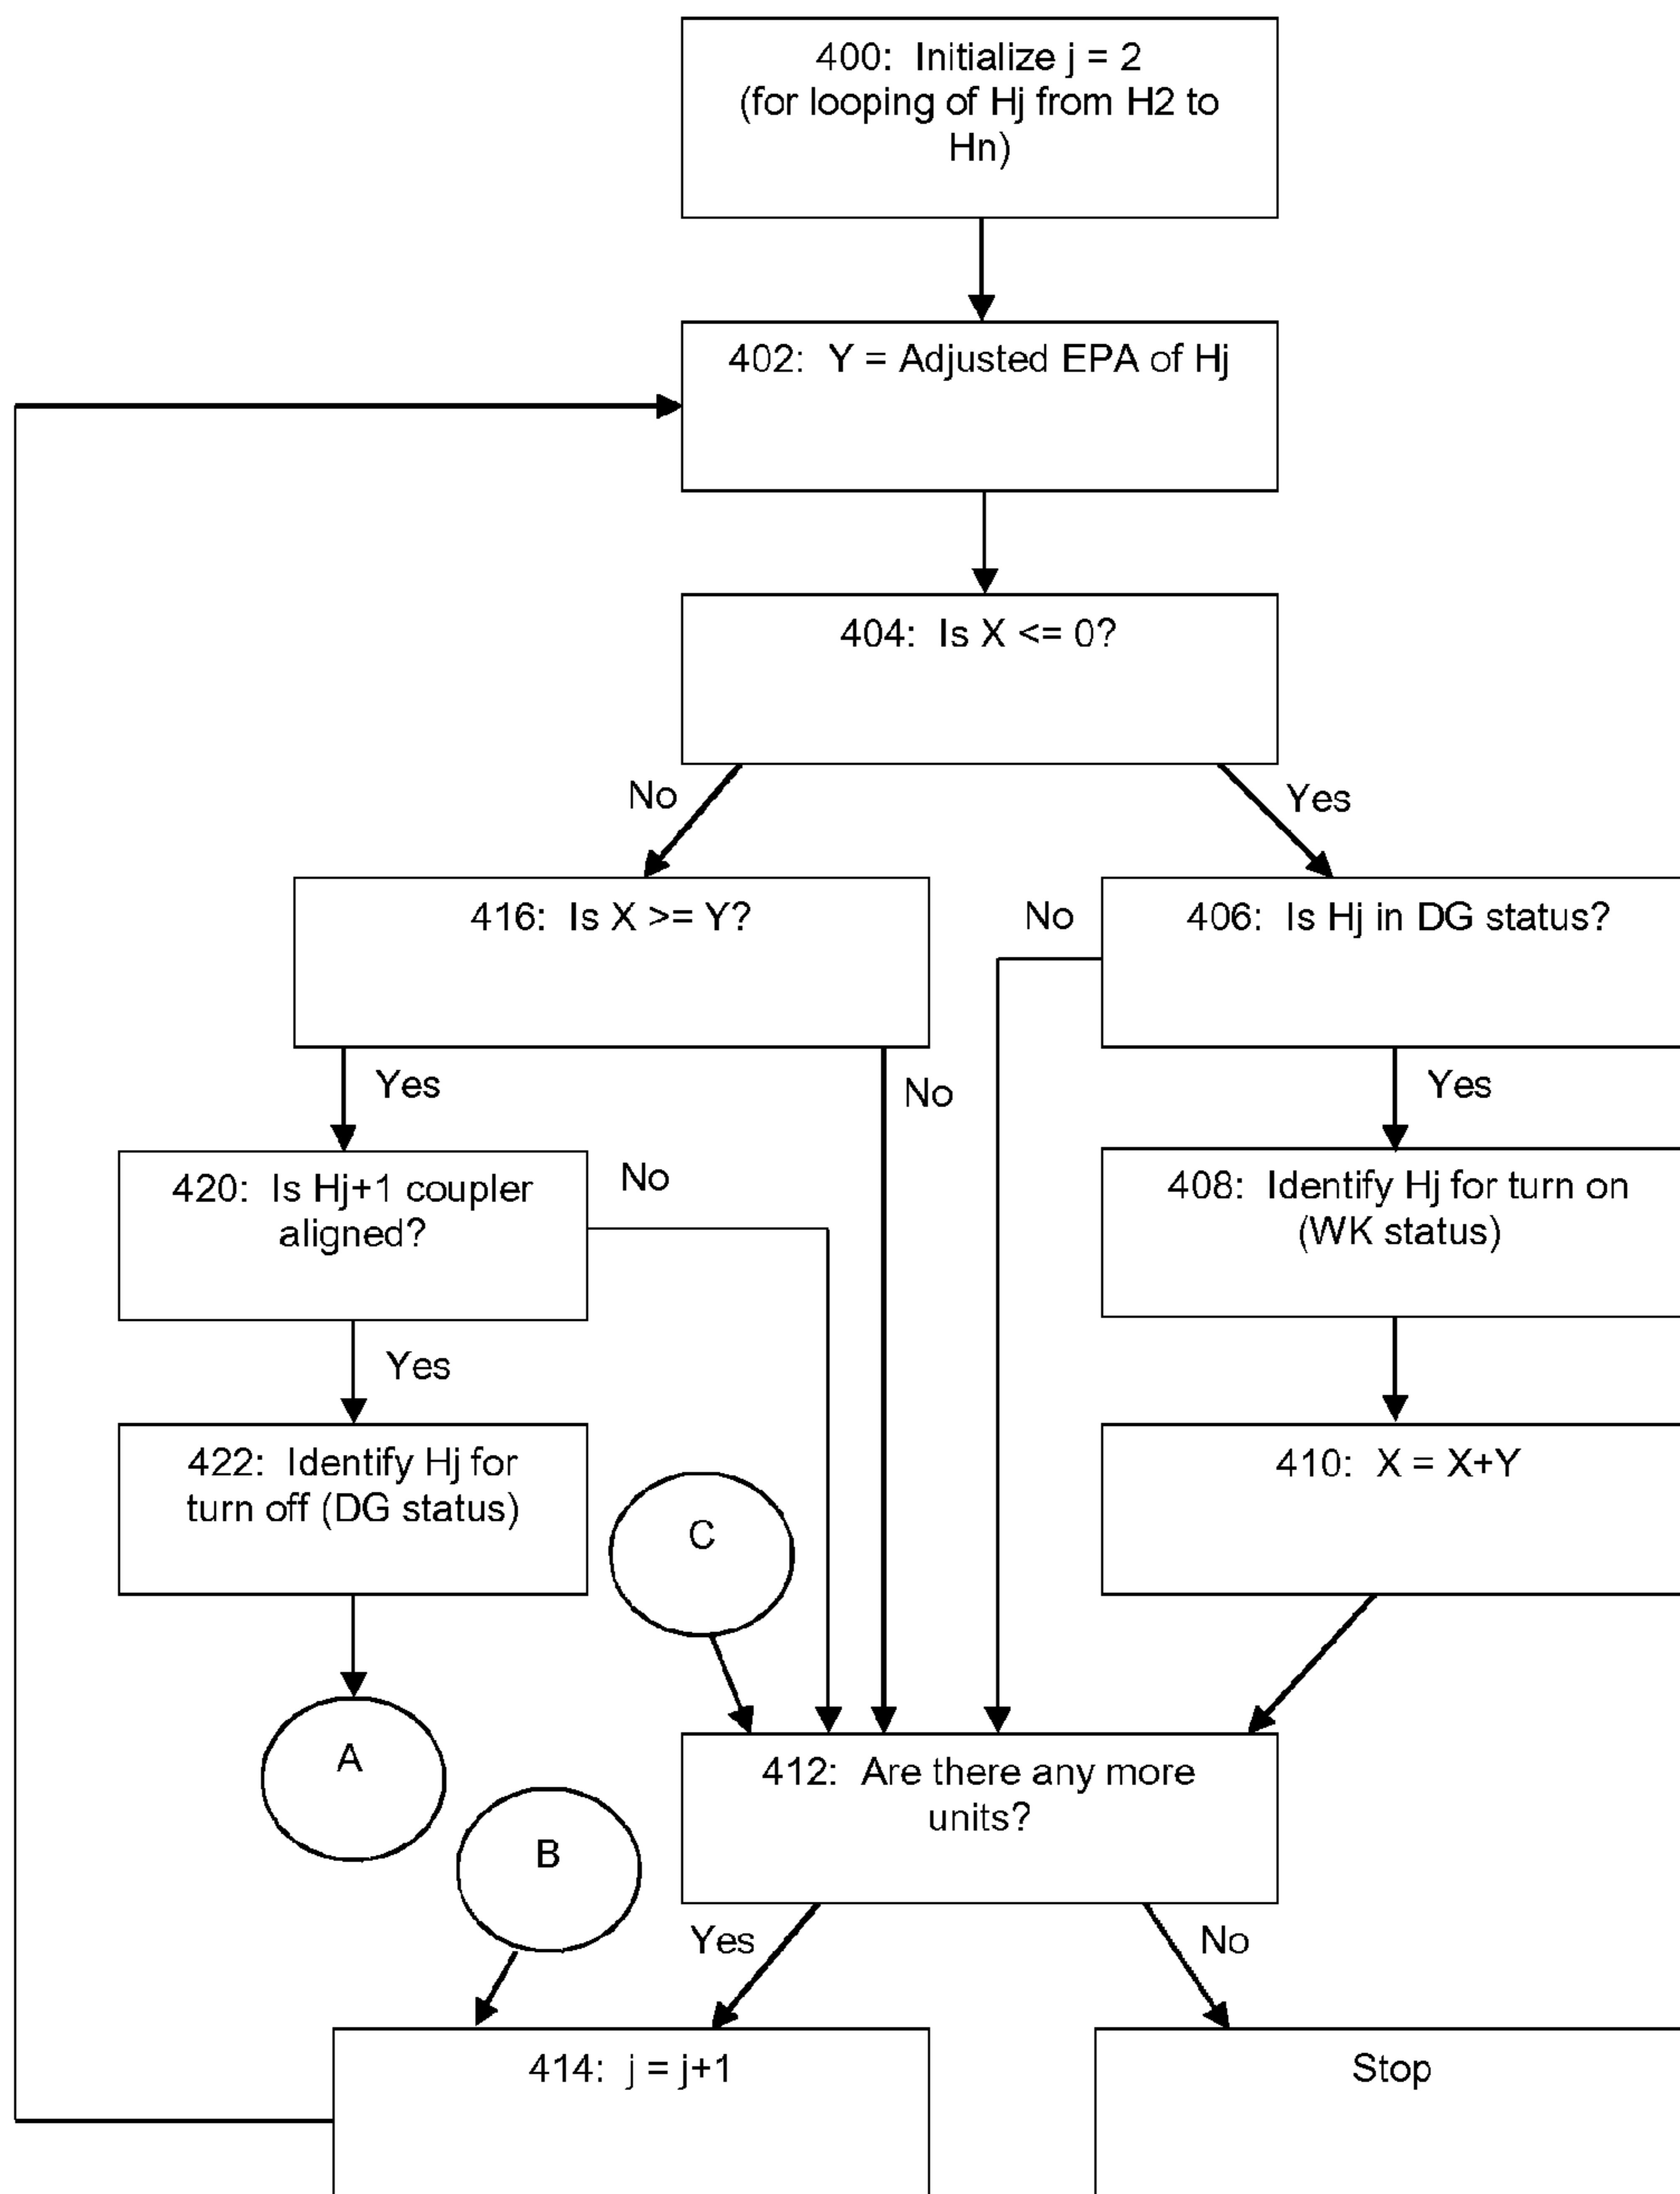 400:  Initialize j = 2
(for looping of Hj from H2 to
Hn)
402:  Y = Adjusted EPA of Hj
404:  Is X <= 0?
No
Yes
416:  Is X >= Y?
No
406:  Is Hj in DG status?
Yes
No
Yes
420:  Is Hj+1 coupler
aligned?
No
408:  Identify Hj for turn on
(WK status)
Yes
422:  Identify Hj for
turn off (DG status)
C
410:  X = X+Y
A
B
412:  Are there any more
units?
Yes
No
414:  j = j+1
Stop